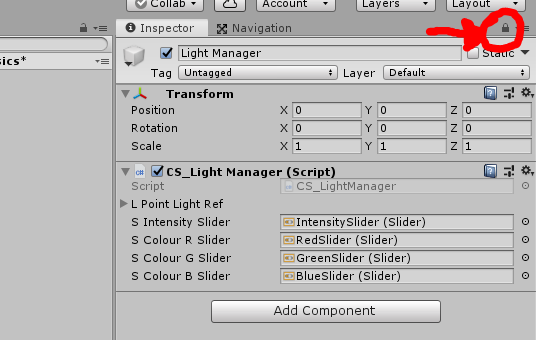 Collab Account Layers Layout
Inspector Navigation
Light Manager Static
sics*
Tag Untagged Layer Default
Transform
Position X 0 Y 0 Z 0
Rotation X 0 Y 0 Z 0
Scale X 1 Y 1 Z 1
CS_Light Manager (Script)
Script CS_LightManager
L Point Light Ref
S Intensity Slider IntensitySlider (Slider)
S Colour R Slider RedSlider (Slider)
S Colour G Slider GreenSlider (Slider)
S Colour B Slider BlueSlider (Slider)
Add Component